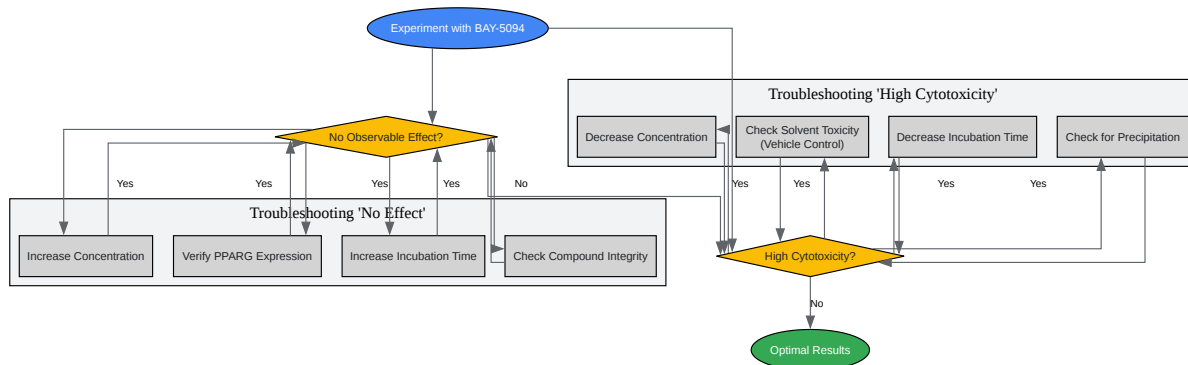 Experiment with BAY-5094
Troubleshooting 'High Cytotoxicity'
Decrease Concentration
Check Solvent Toxicity
(Vehicle Control)
Decrease Incubation Time
Check for Precipitation
No Observable Effect?
Yes
Yes
Yes
Yes
No
Yes
Yes
Yes
Yes
Troubleshooting 'No Effect'
Increase Concentration
Verify PPARG Expression
Increase Incubation Time
Check Compound Integrity
High Cytotoxicity?
No
Optimal Results